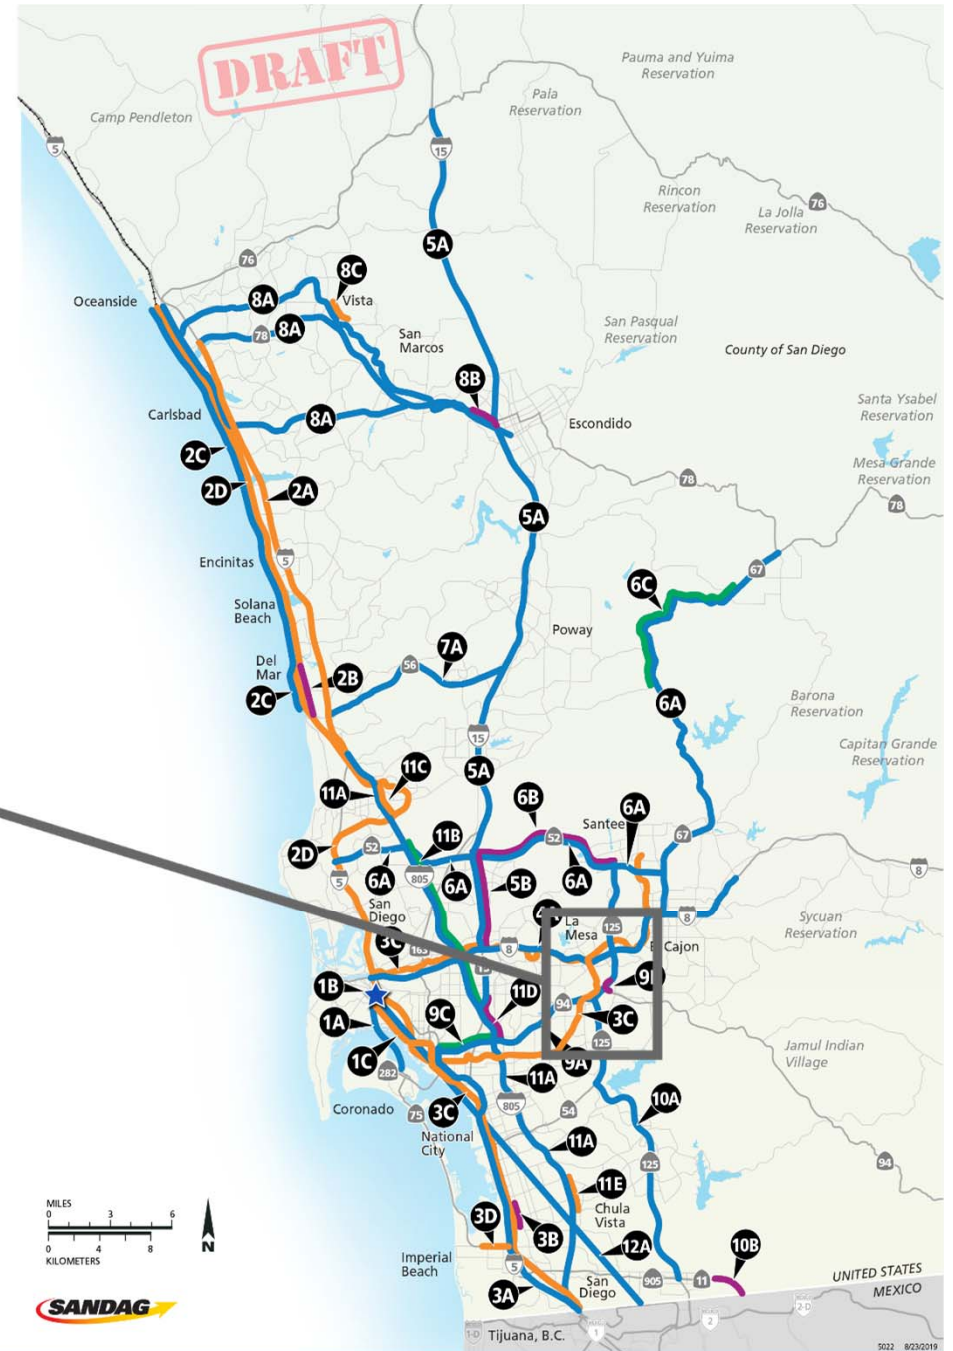 DRAFT
Pauma and Yuima
Reservation
Pala
Reservation
Camp Pendleton
5
15
Rincon
Reservation
76
La Jolla
Reservation
5A
76
8C
Oceanside
8A
Vista
78
8A
San
Marcos
San Pasqual
Reservation
County of San Diego
8B
Santa Ysabel
Reservation
Carlsbad
8A
Escondido
2C
Mesa Grande
Reservation
78
2D
2A
78
5A
Encinitas
5
67
6C
Solana
Beach
Poway
Del
Mar
7A
56
2B
2C
6A
Barona
Reservation
15
Capitan Grande
Reservation
5A
11C
11A
6B
6A
Santee
11B
52
67
2D
52
6A
805
6A
5B
6A
8
5
San
Diego
La
Mesa
125
8
Sycuan
Reservation
3C
163
8
El Cajon
15
1B
11D
94
1A
9C
3C
125
Jamul Indian
Village
1C
9A
282
11A
Coronado
75
3C
805
54
10A
National
City
11A
125
94
11E
Chula
Vista
3D
3B
12A
10B
Imperial
Beach
5
San
Diego
905
11
UNITED STATES
MEXICO
3A
MILES
0 3 6
0 4 8
KILOMETERS
N
SANDAG
Tijuana, B.C.
1-D
1
2
2-D
5022 8/23/2019